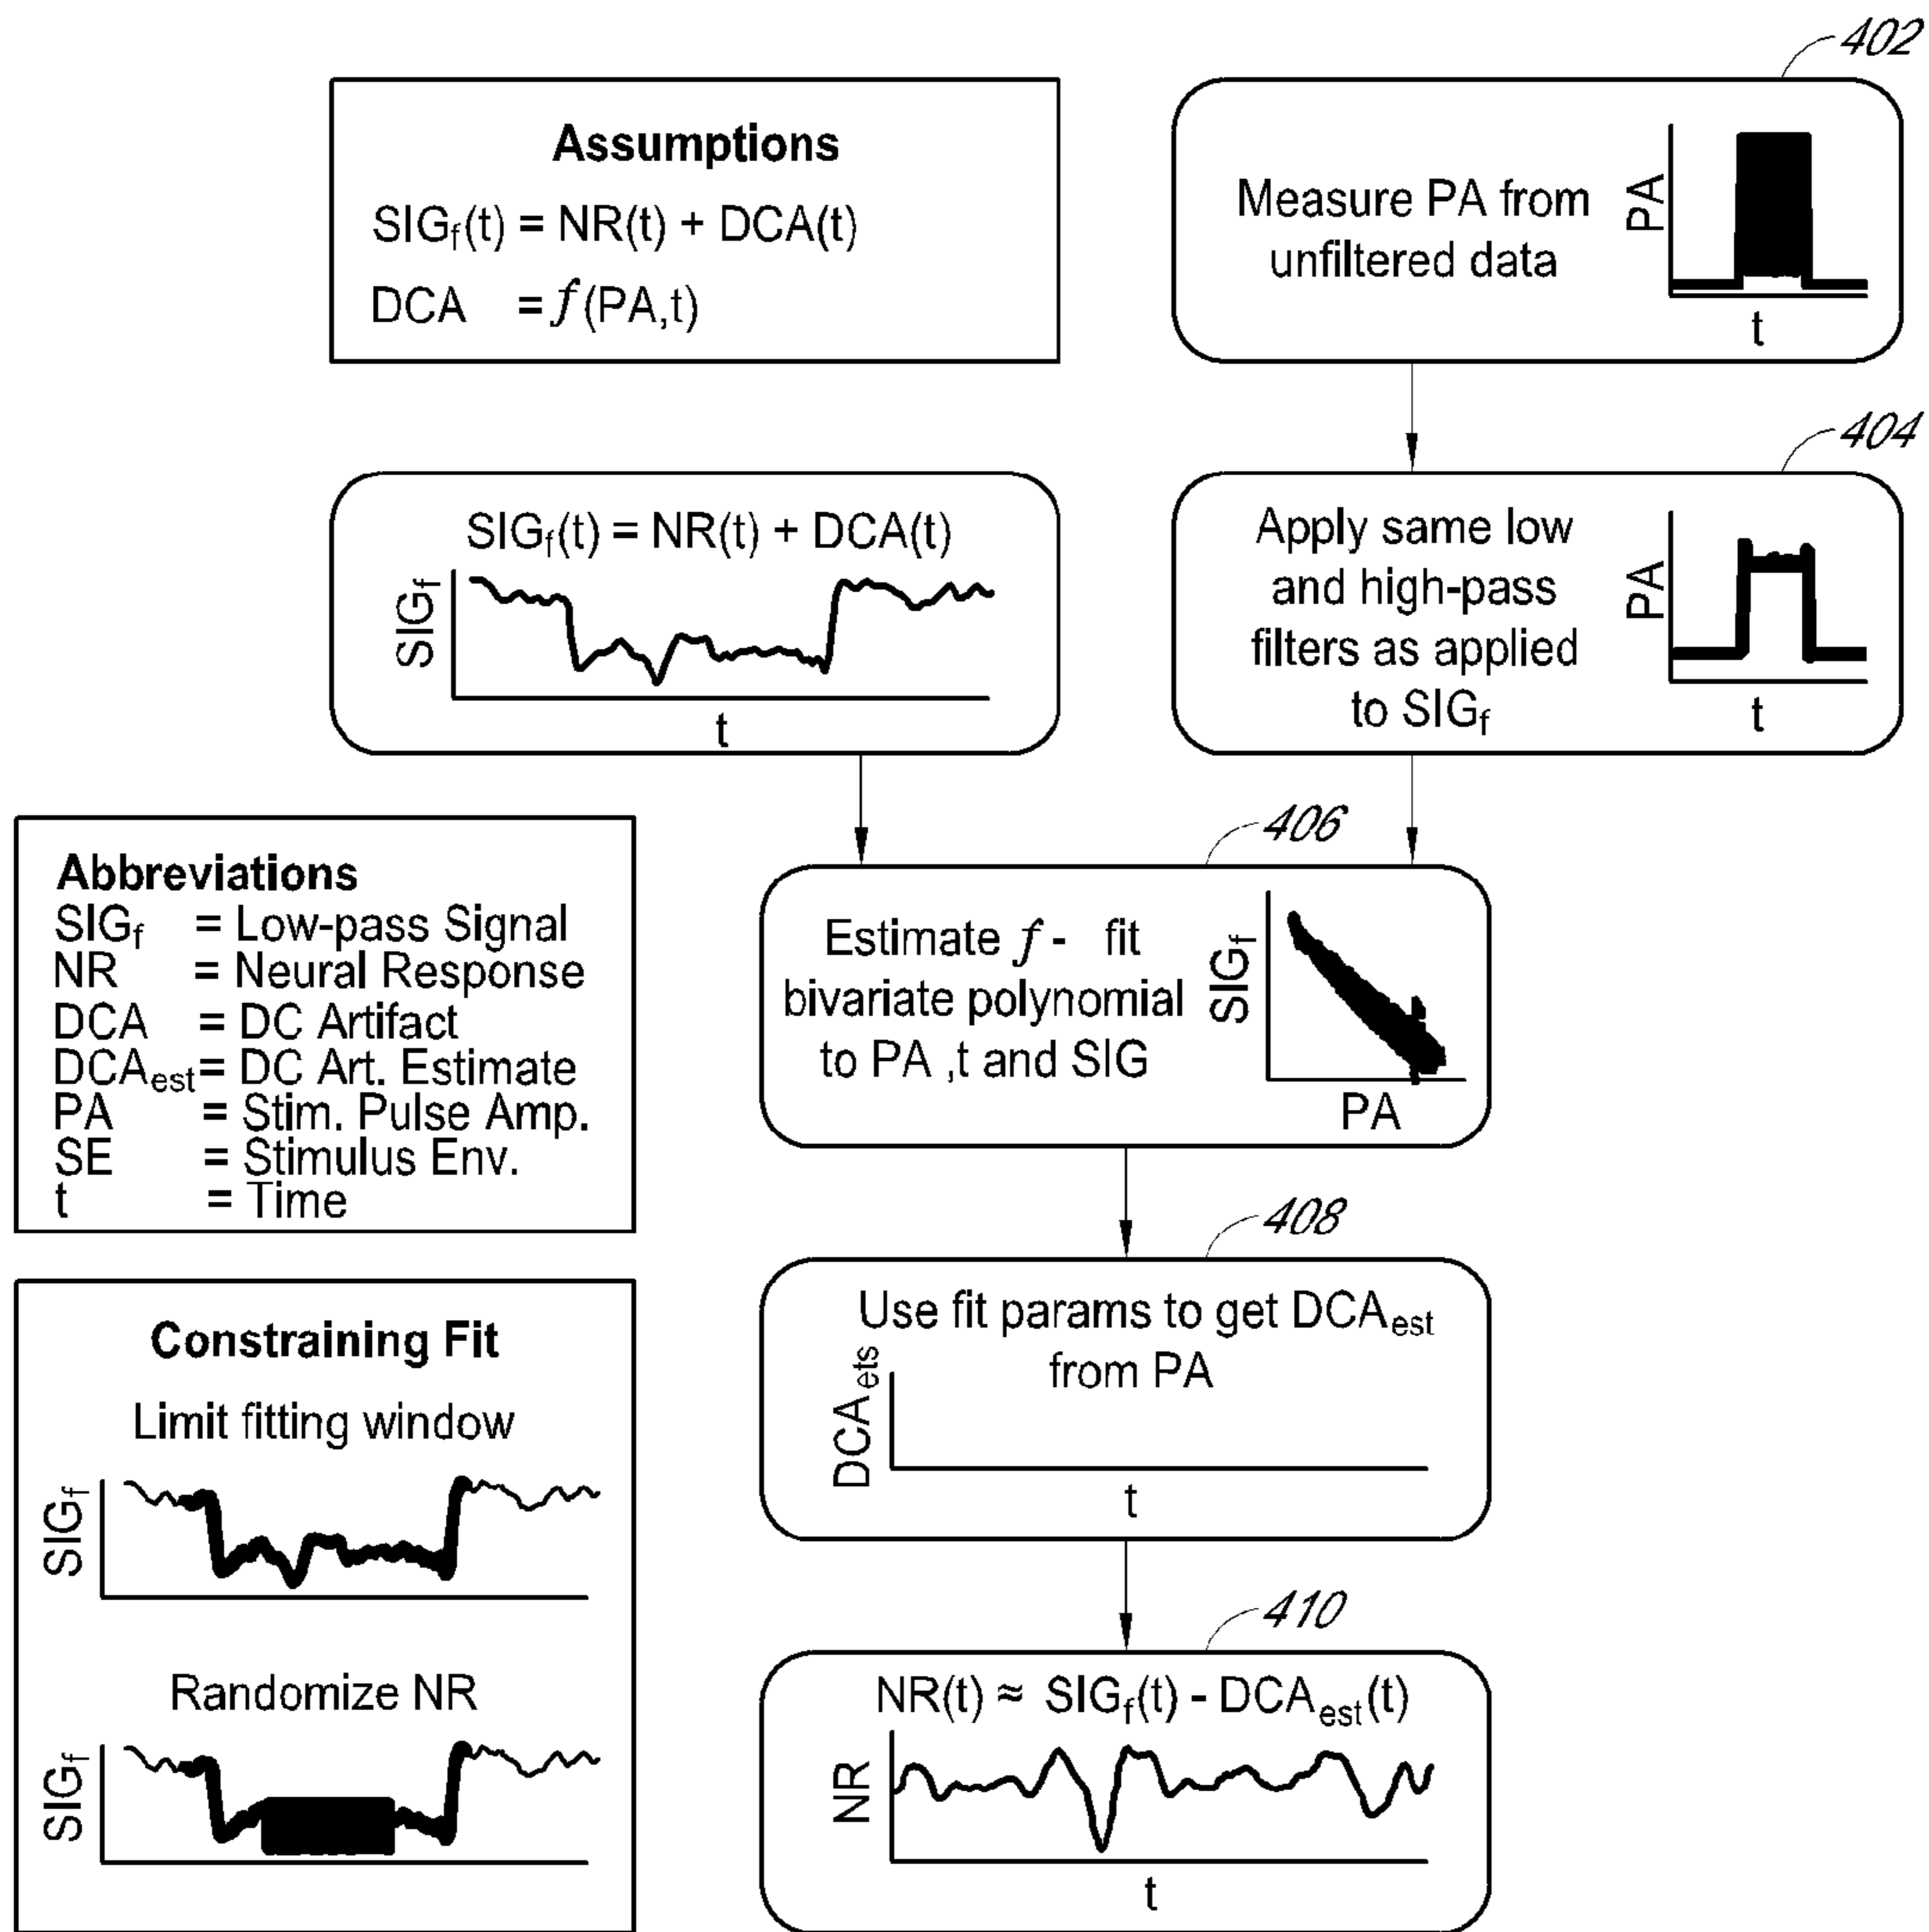 402
Assumptions
SIGf(t) = NR(t) + DCA(t)
DCA = f(PA,t)
Measure PA from
unfiltered data
PA
t
404
SIGf(t) = NR(t) + DCA(t)
SIGf
t
Apply same low
and high-pass
filters as applied
to SIGf
PA
t
Abbreviations
SIGf = Low-pass Signal
NR = Neural Response
DCA = DC Artifact
DCAest = DC Art. Estimate
PA = Stim. Pulse Amp.
SE = Stimulus Env.
t = Time
406
Estimate f - fit
bivariate polynomial
to PA ,t and SIG
SIGf
PA
408
Use fit params to get DCAest
from PA
DCAets
t
Constraining Fit
Limit fitting window
SIGf
Randomize NR
SIGf
410
NR(t) ≈ SIGf(t) - DCAest(t)
NR
t